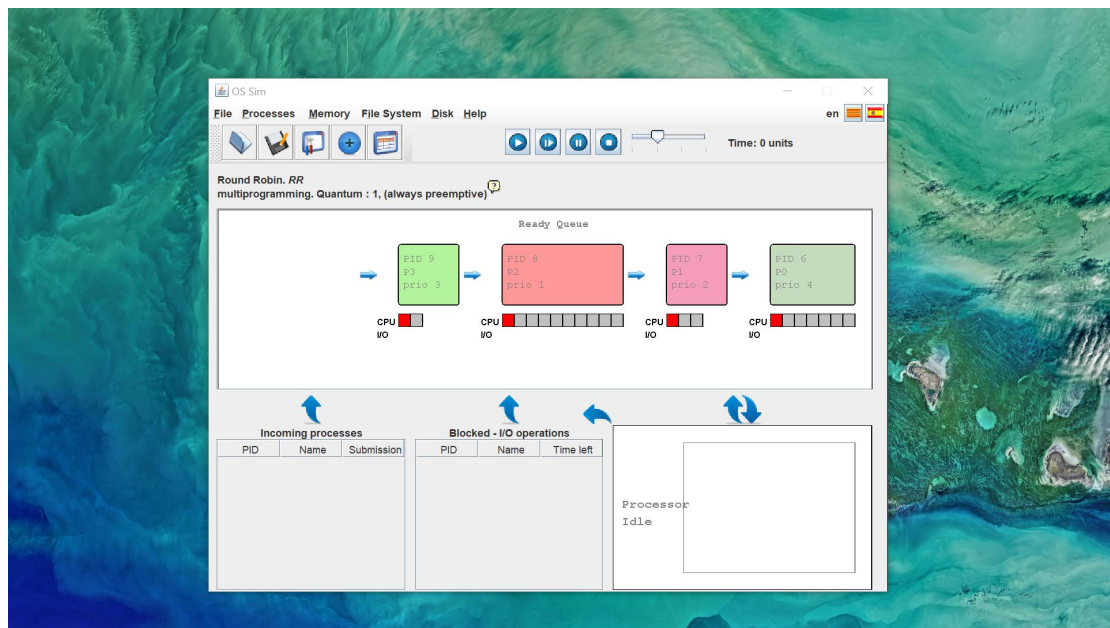 OS Sim
File Processes Memory File System Disk Help en
Time: 0 units
Round Robin. RR
multiprogramming. Quantum : 1, (always preemptive) ?
Ready Queue
PID 9
P3
prio 3
CPU
I/O
PID 8
P2
prio 1
CPU
I/O
PID 7
P1
prio 2
CPU
I/O
PID 6
P0
prio 4
CPU
I/O
Incoming processes
PID Name Submission
Blocked - I/O operations
PID Name Time left
Processor
Idle